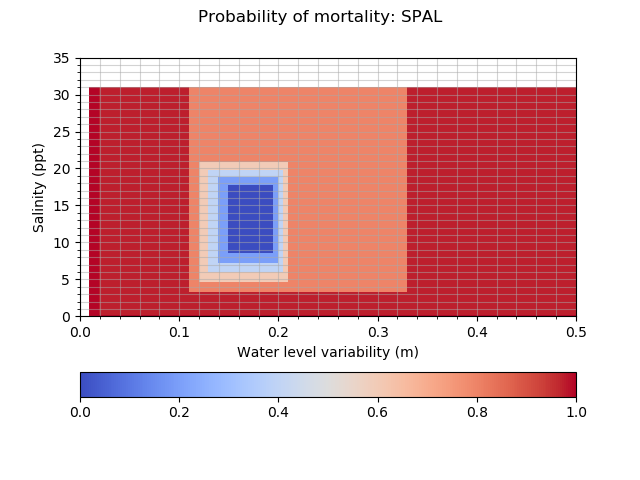 Probability of mortality: SPAL
35
30
25
20
15
10
5
0
Salinity (ppt)
0.0 0.1 0.2 0.3 0.4 0.5
Water level variability (m)
0.0 0.2 0.4 0.6 0.8 1.0